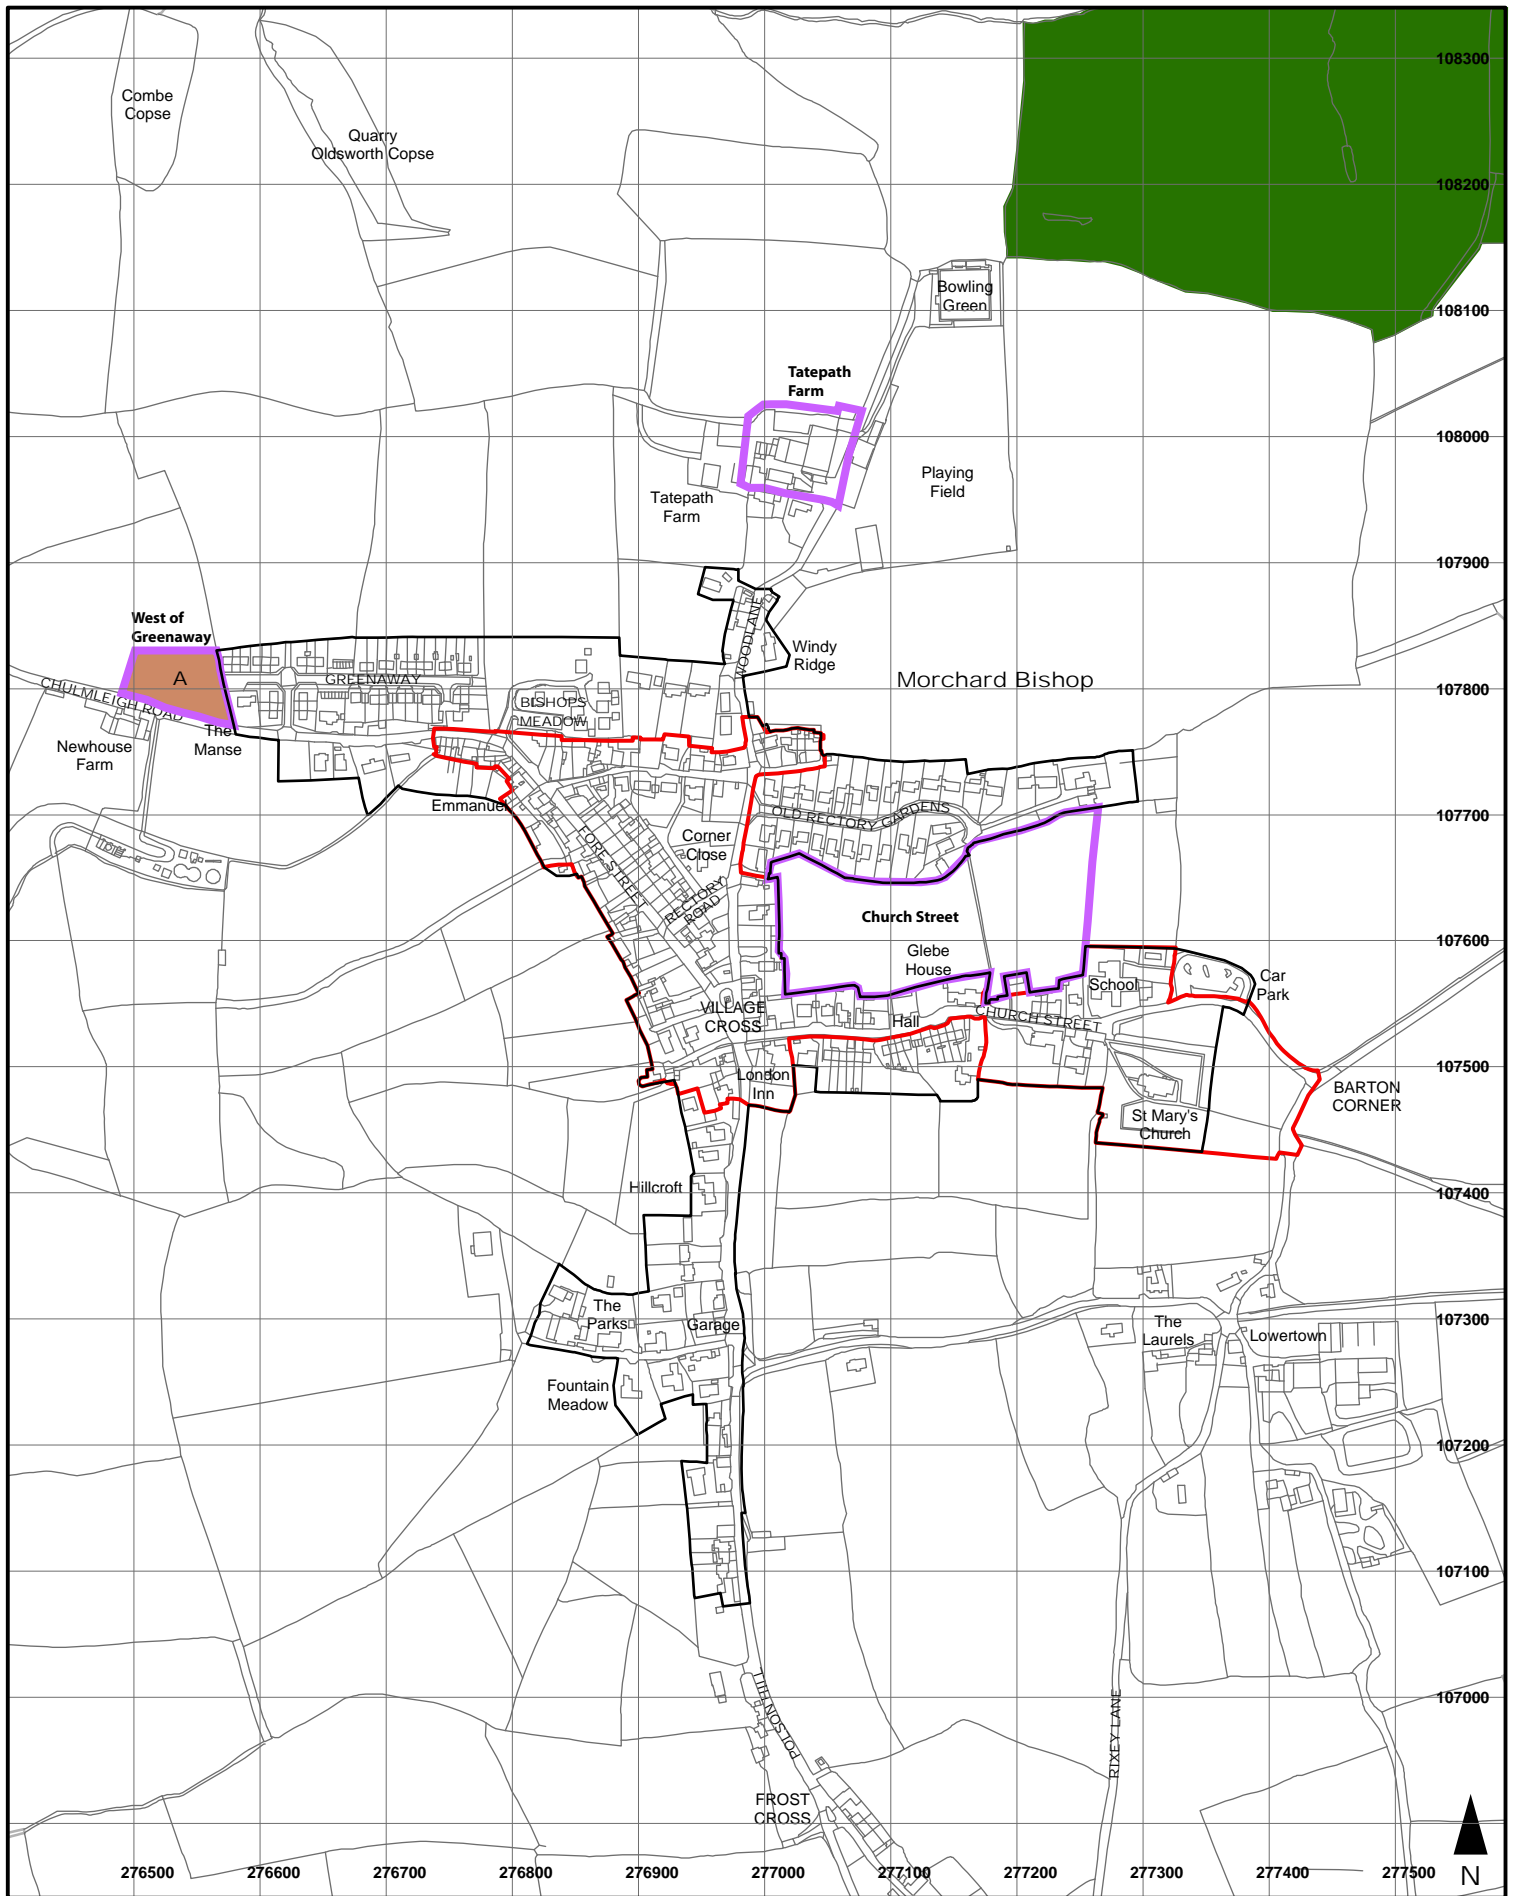 108300
Combe
Copse
Quarry
Oldsworth Copse
108200
Bowling
Green
108100
Tatepath
Farm
108000
Playing
Field
Tatepath
Farm
107900
West of
Greenaway
WOODLANE
Windy
Ridge
A
GREENAWAY
Morchard Bishop
CHULMLEIGH ROAD
BISHOPS
MEADOW
107800
The
Manse
Newhouse
Farm
Emmanuel
OLD RECTORY GARDENS
107700
FORE STREET
Corner
Close
RECTORY
ROAD
Church Street
107600
Glebe
House
School
Car
Park
VILLAGE
CROSS
Hall
CHURCH STREET
107500
London
Inn
BARTON
CORNER
St Mary's
Church
Hillcroft
107400
The
Parks
Garage
The
Laurels
Lowertown
107300
Fountain
Meadow
107200
107100
POLSON HILL
RIXEY LANE
107000
FROST
CROSS
276500
276600
276700
276800
276900
277000
277100
277200
277300
277400
277500
N